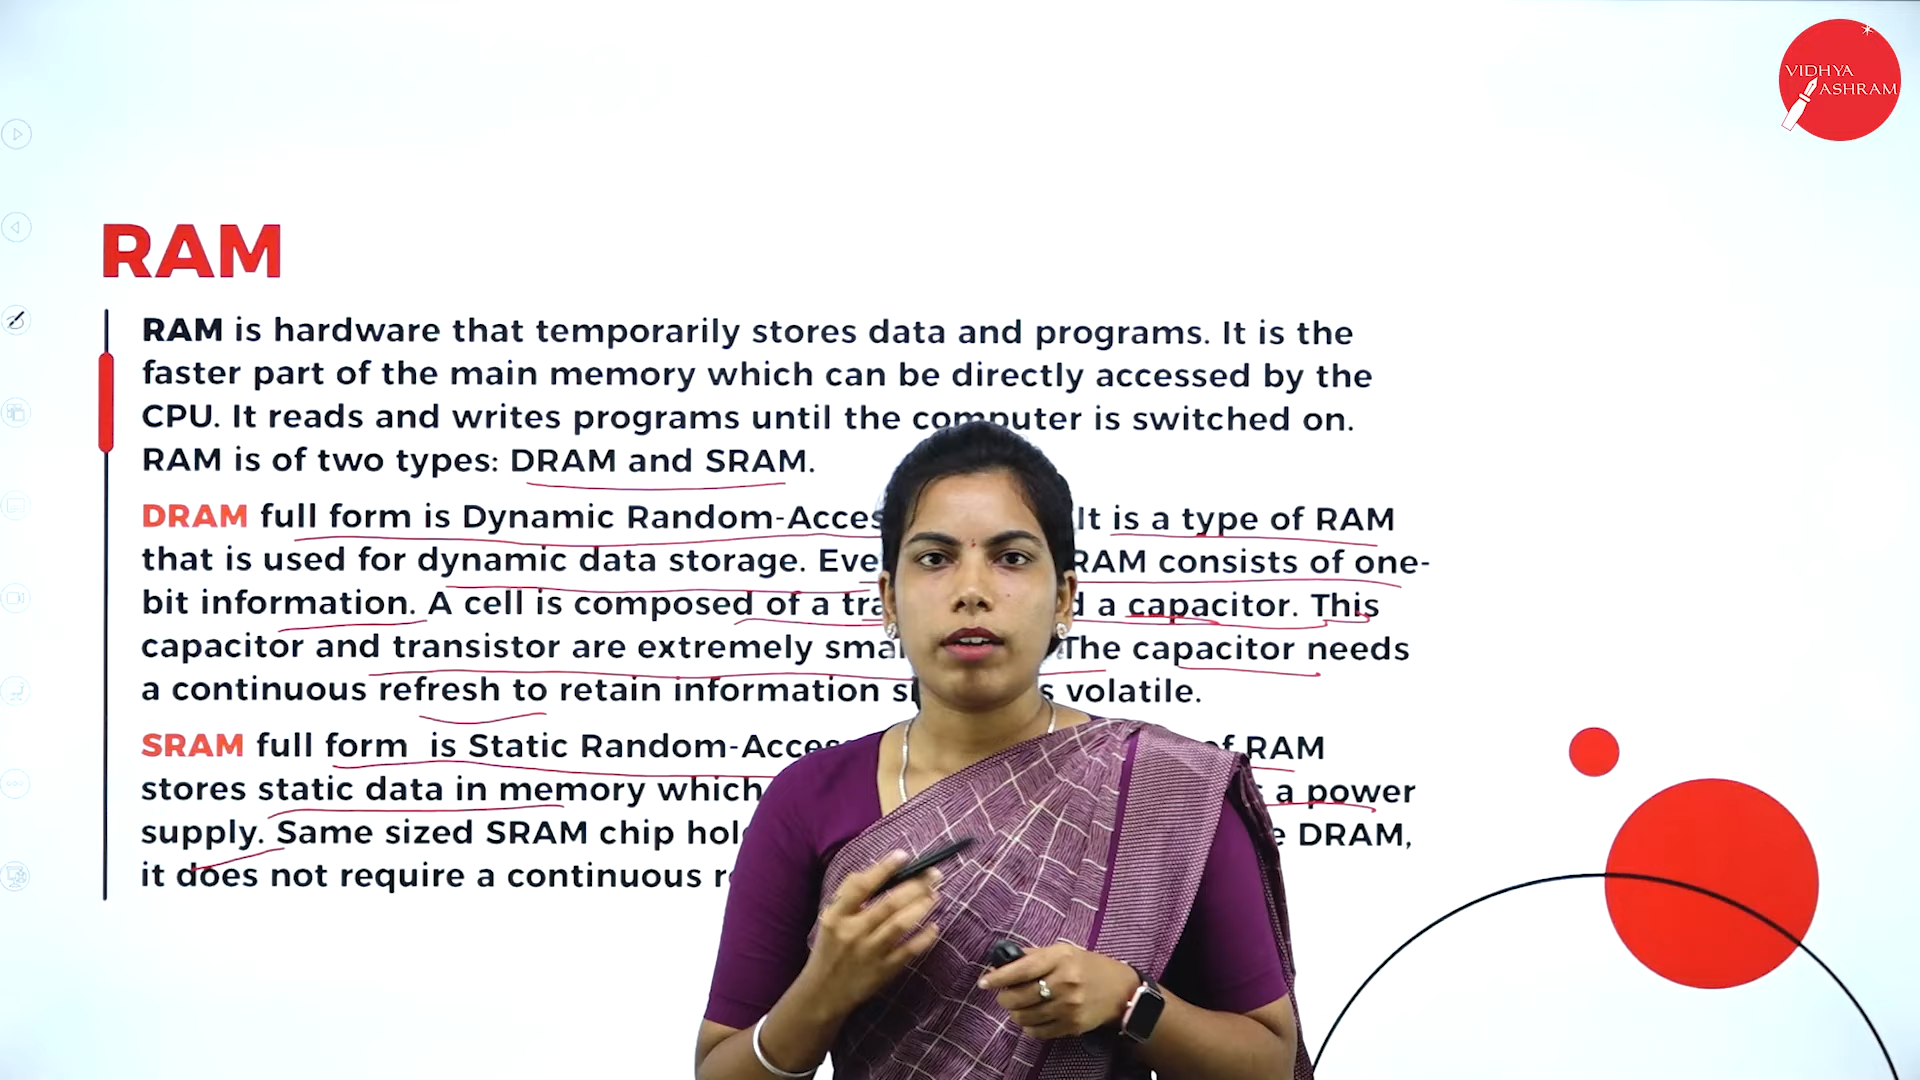 VIDHYA
ASHRAM
RAM
RAM is hardware that temporarily stores data and programs. It is the
faster part of the main memory which can be directly accessed by the
CPU. It reads and writes programs until the computer is switched on.
RAM is of two types: DRAM and SRAM.
DRAM full form is Dynamic Random-Acces It is a type of RAM
that is used for dynamic data storage. Eve RAM consists of one-
bit information. A cell is composed of a tra a capacitor. This
capacitor and transistor are extremely sma The capacitor needs
a continuous refresh to retain information volatile.
SRAM full form is Static Random-Acces of RAM
stores static data in memory which a power
supply. Same sized SRAM chip hol DRAM,
it does not require a continuous